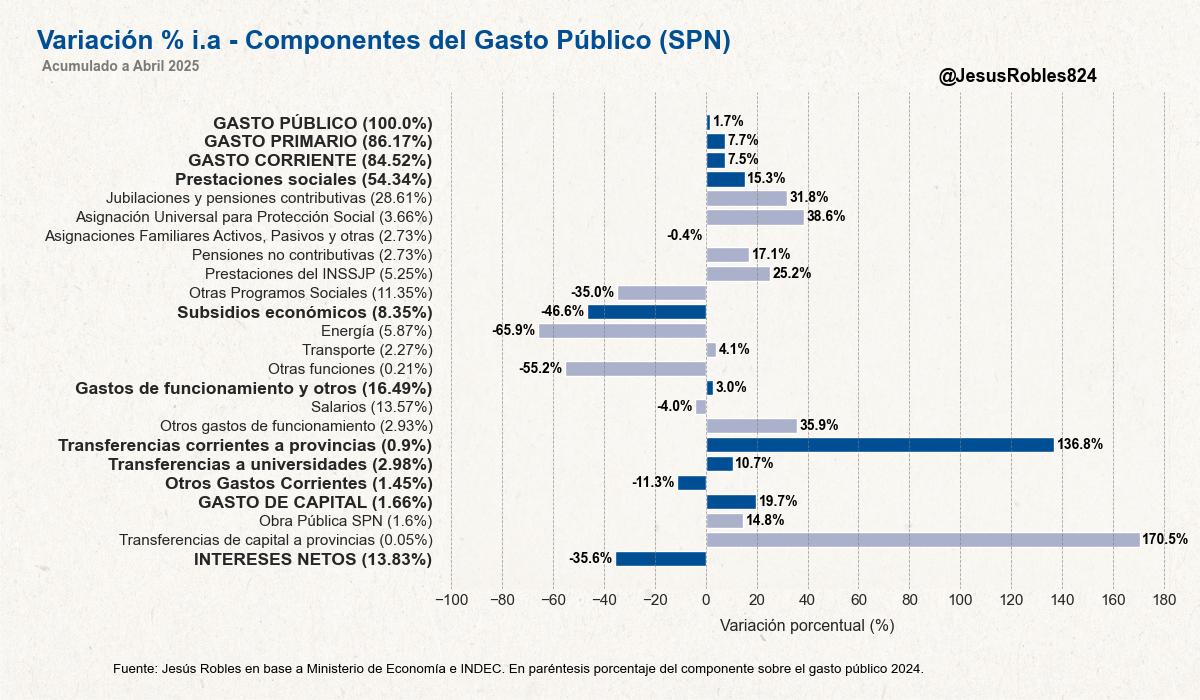 Variación % i.a - Componentes del Gasto Público (SPN)
Acumulado a Abril 2025
@JesusRobles824
GASTO PÚBLICO (100.0%) 1.7%
GASTO PRIMARIO (86.17%) 7.7%
GASTO CORRIENTE (84.52%) 7.5%
Prestaciones sociales (54.34%) 15.3%
Jubilaciones y pensiones contributivas (28.61%) 31.8%
Asignación Universal para Protección Social (3.66%) 38.6%
Asignaciones Familiares Activos, Pasivos y otras (2.73%) -0.4%
Pensiones no contributivas (2.73%) 17.1%
Prestaciones del INSSJP (5.25%) 25.2%
Otras Programos Sociales (11.35%) -35.0%
Subsidios económicos (8.35%) -46.6%
Energía (5.87%) -65.9%
Transporte (2.27%) 4.1%
Otras funciones (0.21%) -55.2%
Gastos de funcionamiento y otros (16.49%) 3.0%
Salarios (13.57%) -4.0%
Otros gastos de funcionamiento (2.93%) 35.9%
Transferencias corrientes a provincias (0.9%) 136.8%
Transferencias a universidades (2.98%) 10.7%
Otros Gastos Corrientes (1.45%) -11.3%
GASTO DE CAPITAL (1.66%) 19.7%
Obra Pública SPN (1.6%) 14.8%
Transferencias de capital a provincias (0.05%) 170.5%
INTERESES NETOS (13.83%) -35.6%
−100 −80 −60 −40 −20 0 20 40 60 80 100 120 140 160 180
Variación porcentual (%)
Fuente: Jesús Robles en base a Ministerio de Economía e INDEC. En paréntesis porcentaje del componente sobre el gasto público 2024.